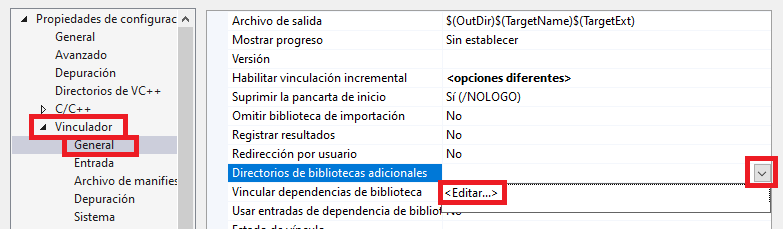 Propiedades de configurac
General
Avanzado
Depuración
Directorios de VC++
C/C++
Vinculador
General
Entrada
Archivo de manifies
Depuración
Sistema
Archivo de salida $(OutDir)$(TargetName)$(TargetExt)
Mostrar progreso Sin establecer
Versión
Habilitar vinculación incremental <opciones diferentes>
Suprimir la pancarta de inicio Sí (/NOLOGO)
Omitir biblioteca de importación No
Registrar resultados No
Redirección por usuario No
Directorios de bibliotecas adicionales
Vincular dependencias de biblioteca <Editar...>
Usar entradas de dependencia de bibliot No